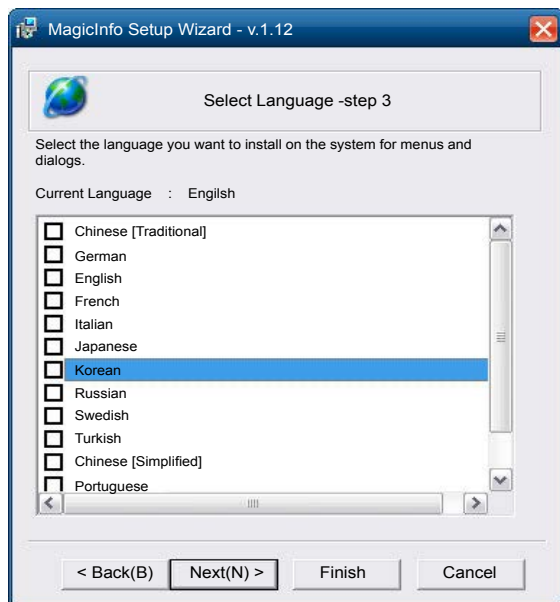 MagicInfo Setup Wizard - v.1.12
Select Language -step 3
Select the language you want to install on the system for menus and
dialogs.
Current Language : Engilsh
Chinese [Traditional]
German
English
French
Italian
Japanese
Korean
Russian
Swedish
Turkish
Chinese [Simplified]
Portuguese
< Back(B) Next(N) > Finish Cancel